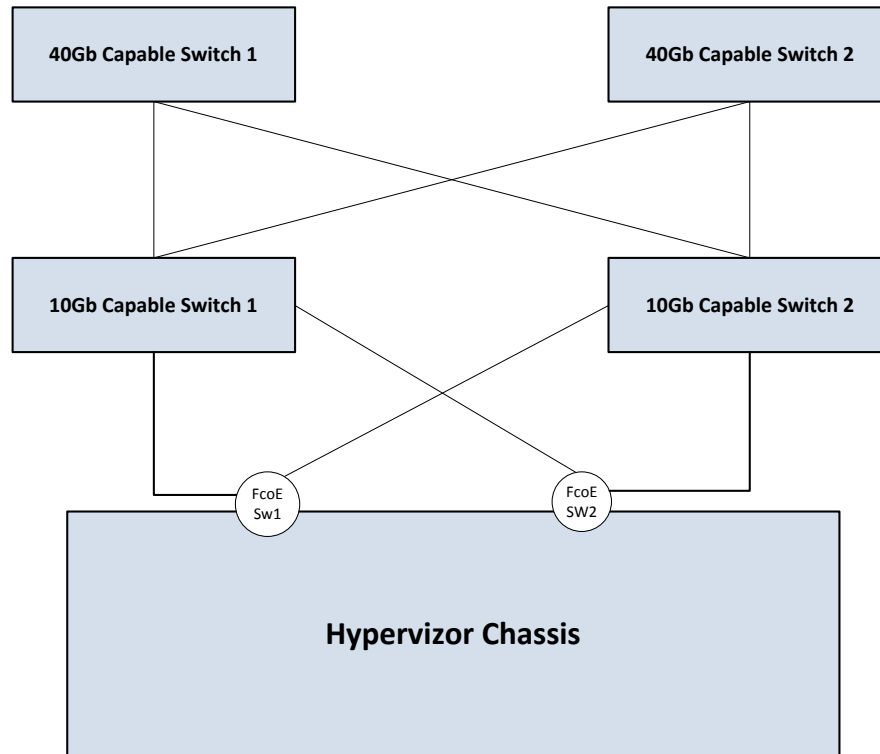 40Gb Capable Switch 1
40Gb Capable Switch 2
10Gb Capable Switch 1
10Gb Capable Switch 2
FcoE
Sw1
FcoE
SW2
Hypervizor Chassis